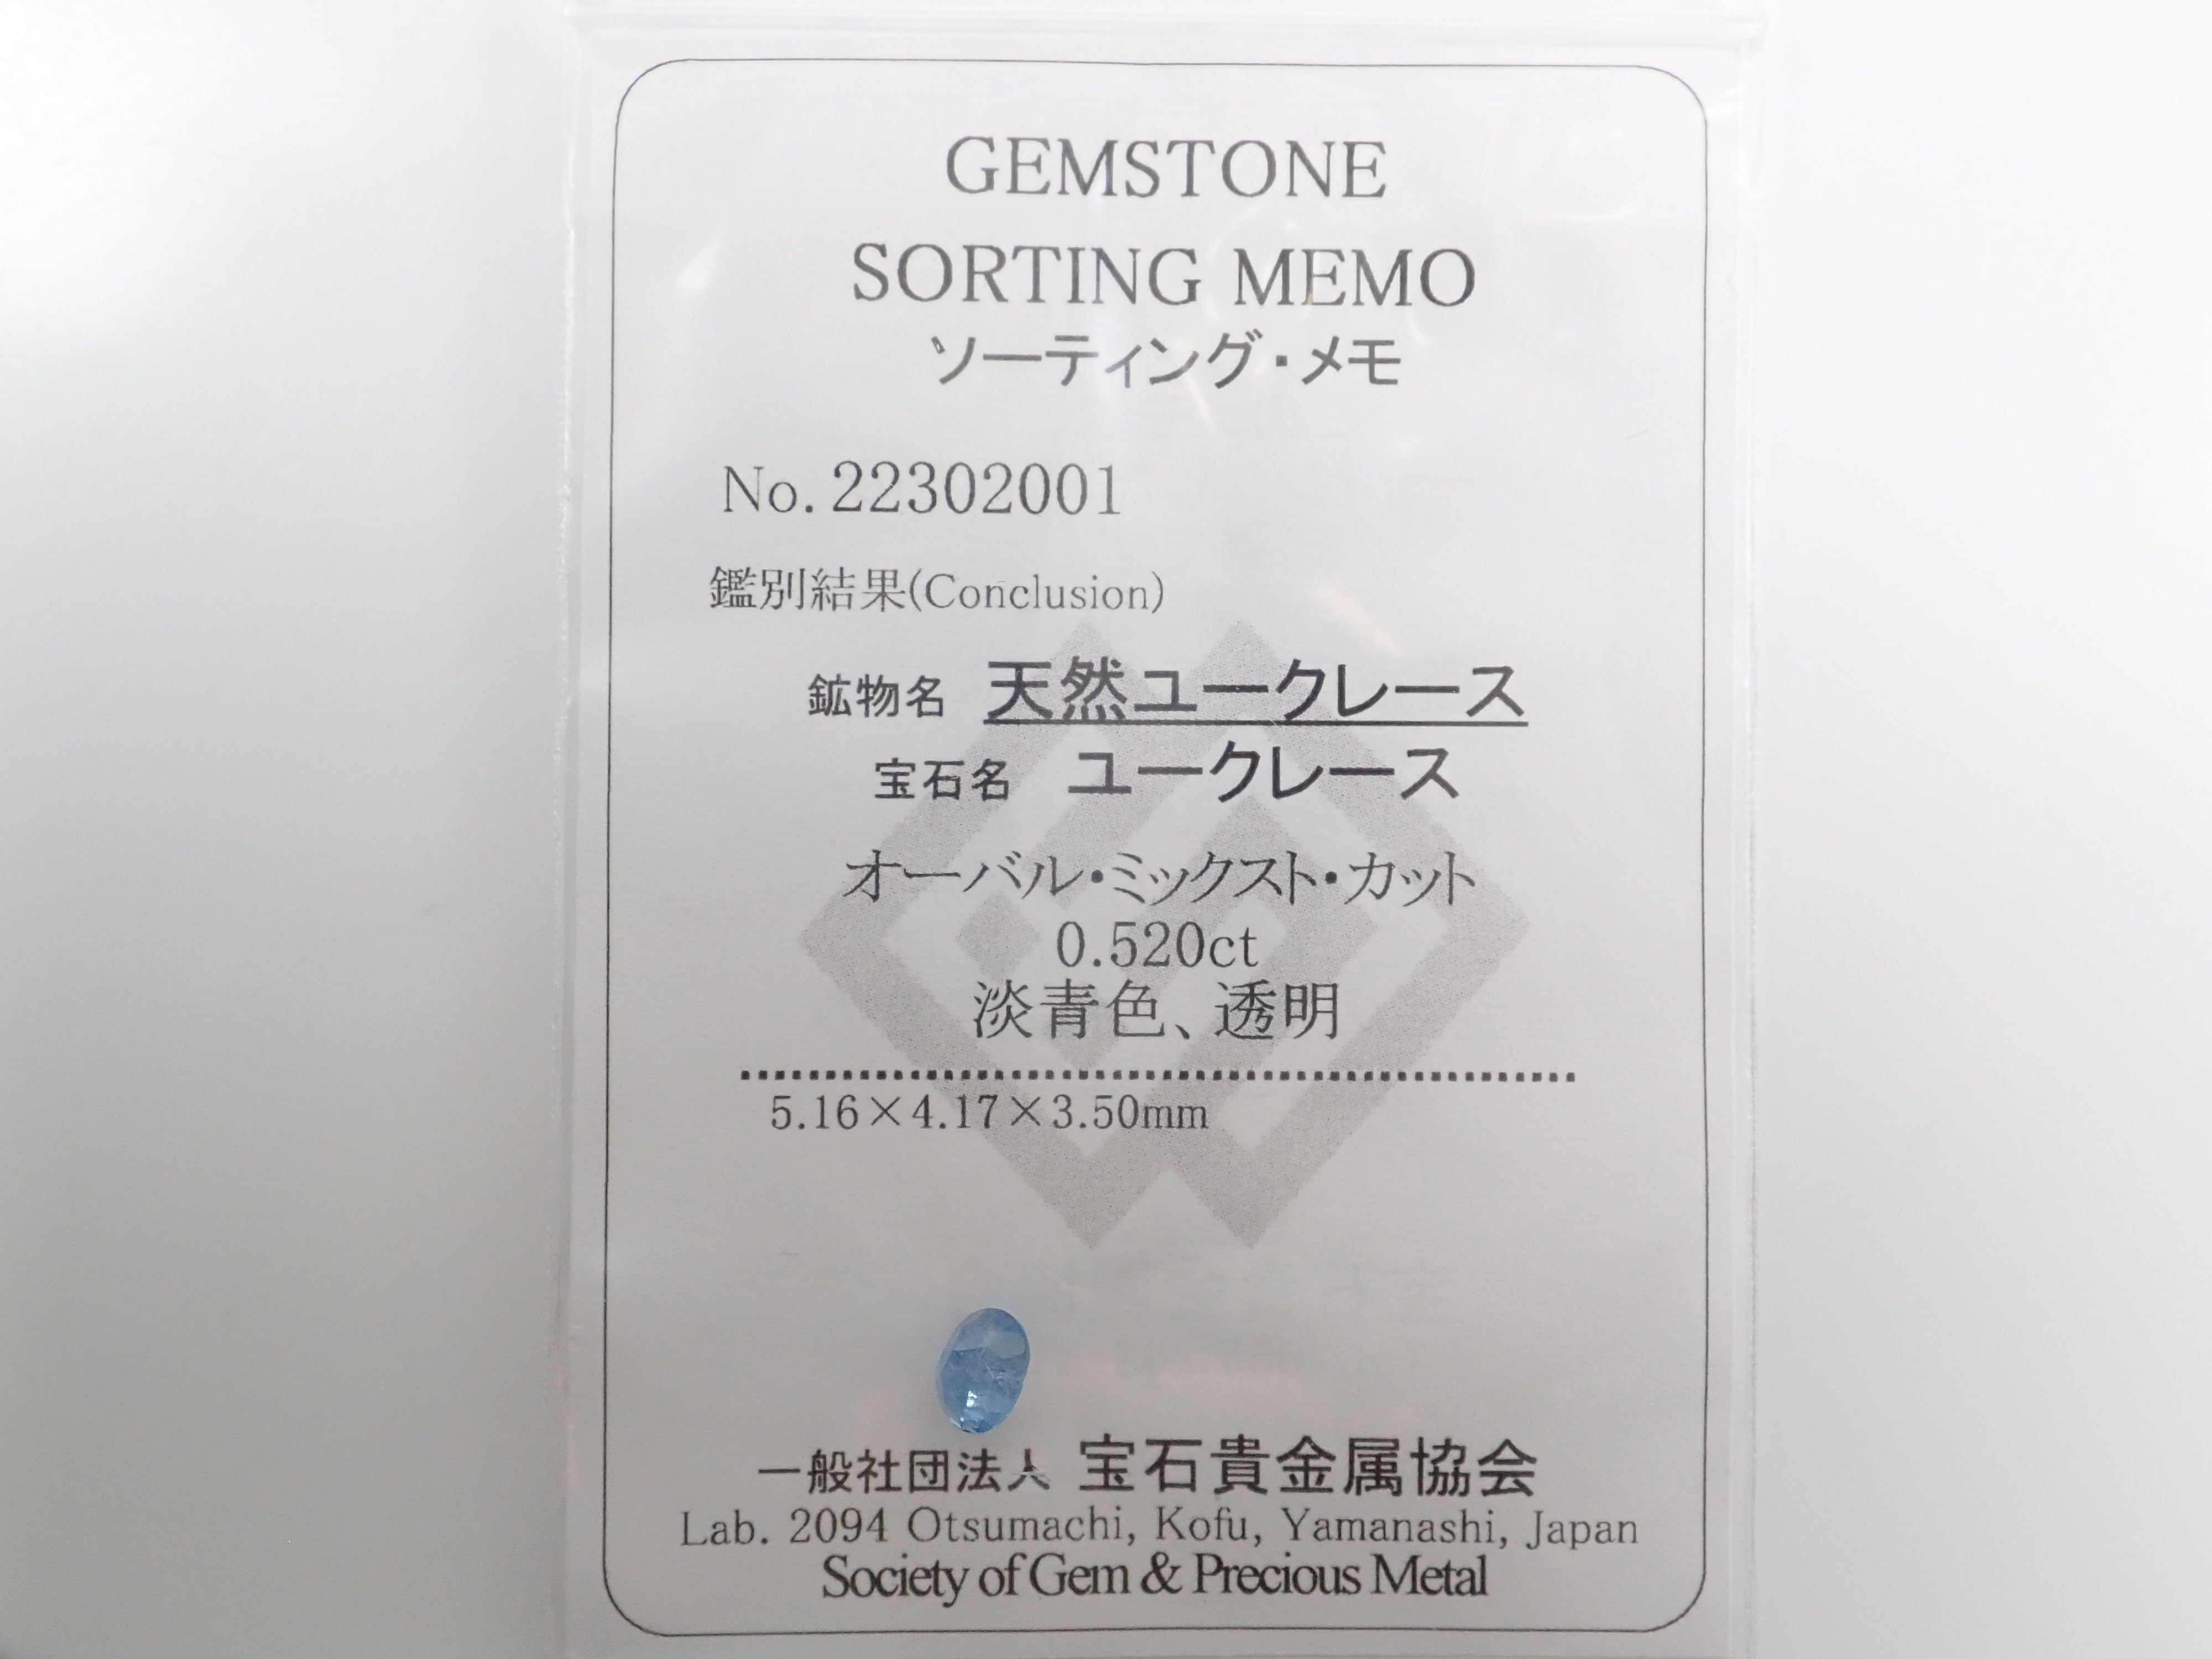 GEMSTONE
SORTING MEMO
ソーティング・メモ
No. 22302001
鑑別結果(Conclusion)
鉱物名 天然ユークレース
宝石名 ユークレース
オーバル・ミックスト・カット
0.520ct
淡青色、透明
5.16×4.17×3.50mm
一般社団法人 宝石貴金属協会
Lab. 2094 Otsumachi, Kofu, Yamanashi, Japan
Society of Gem & Precious Metal